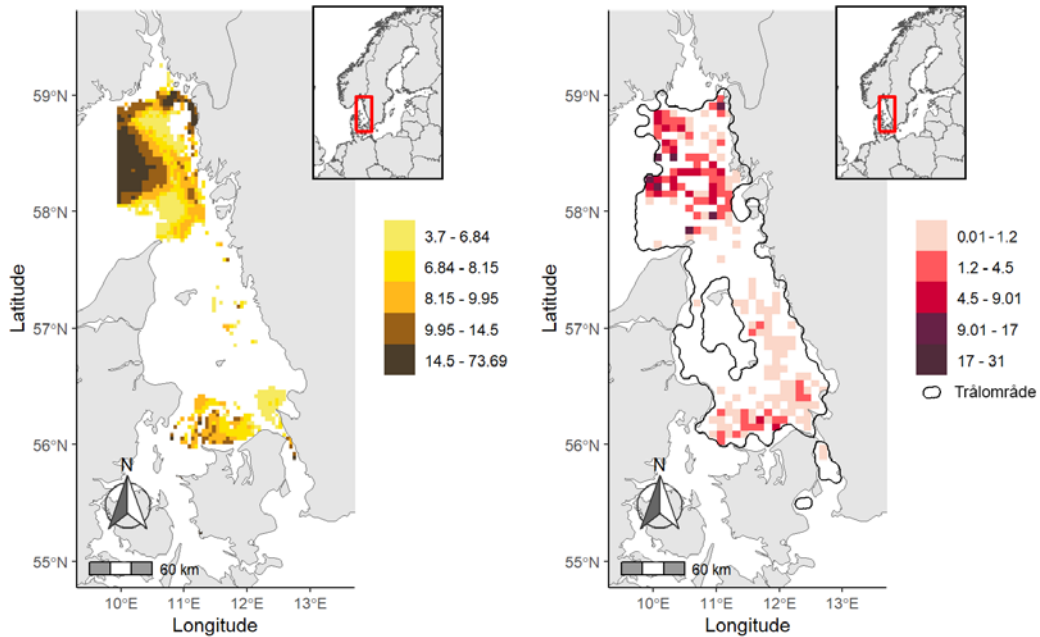 59°N
58°N
57°N
56°N
55°N
Latitude
10°E 11°E 12°E 13°E
Longitude
N
60 km
3.7 - 6.84
6.84 - 8.15
8.15 - 9.95
9.95 - 14.5
14.5 - 73.69
59°N
58°N
57°N
56°N
55°N
Latitude
10°E 11°E 12°E 13°E
Longitude
N
60 km
0.01 - 1.2
1.2 - 4.5
4.5 - 9.01
9.01 - 17
17 - 31
Trålområde